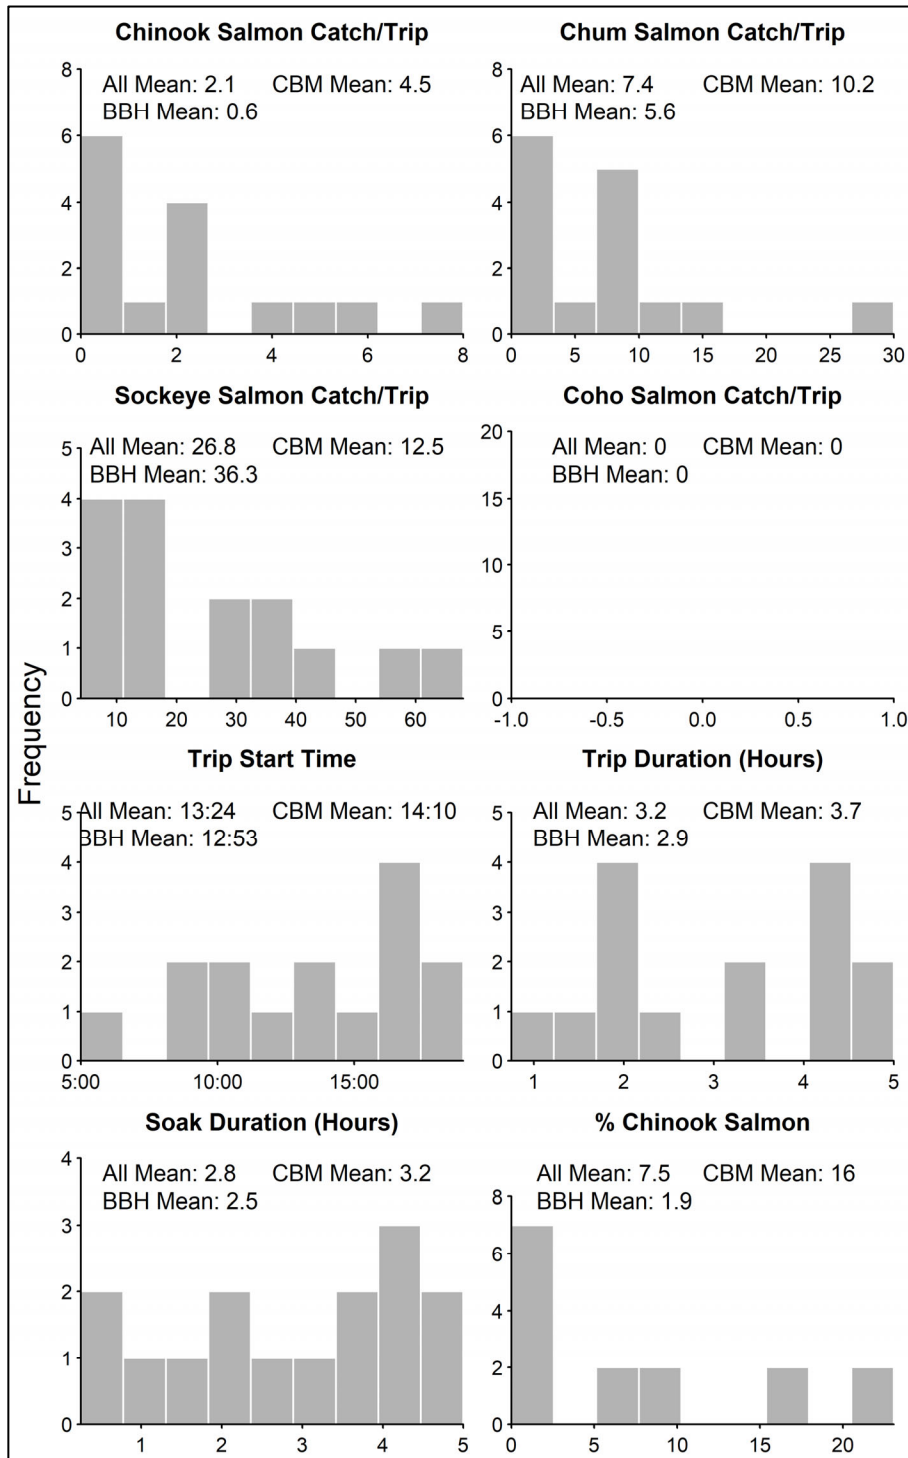 Chinook Salmon Catch/Trip
All Mean: 2.1 CBM Mean: 4.5
BBH Mean: 0.6
8
6
4
2
0
0 2 4 6 8
Chum Salmon Catch/Trip
All Mean: 7.4 CBM Mean: 10.2
BBH Mean: 5.6
8
6
4
2
0
0 5 10 15 20 25 30
Sockeye Salmon Catch/Trip
All Mean: 26.8 CBM Mean: 12.5
BBH Mean: 36.3
5
4
3
2
1
0
10 20 30 40 50 60
Coho Salmon Catch/Trip
All Mean: 0 CBM Mean: 0
BBH Mean: 0
20
15
10
5
0
-1.0 -0.5 0.0 0.5 1.0
Frequency
Trip Start Time
All Mean: 13:24 CBM Mean: 14:10
BBH Mean: 12:53
5
4
3
2
1
0
5:00 10:00 15:00
Trip Duration (Hours)
All Mean: 3.2 CBM Mean: 3.7
BBH Mean: 2.9
5
4
3
2
1
0
1 2 3 4 5
Soak Duration (Hours)
All Mean: 2.8 CBM Mean: 3.2
BBH Mean: 2.5
4
3
2
1
0
1 2 3 4 5
% Chinook Salmon
All Mean: 7.5 CBM Mean: 16
BBH Mean: 1.9
8
6
4
2
0
0 5 10 15 20